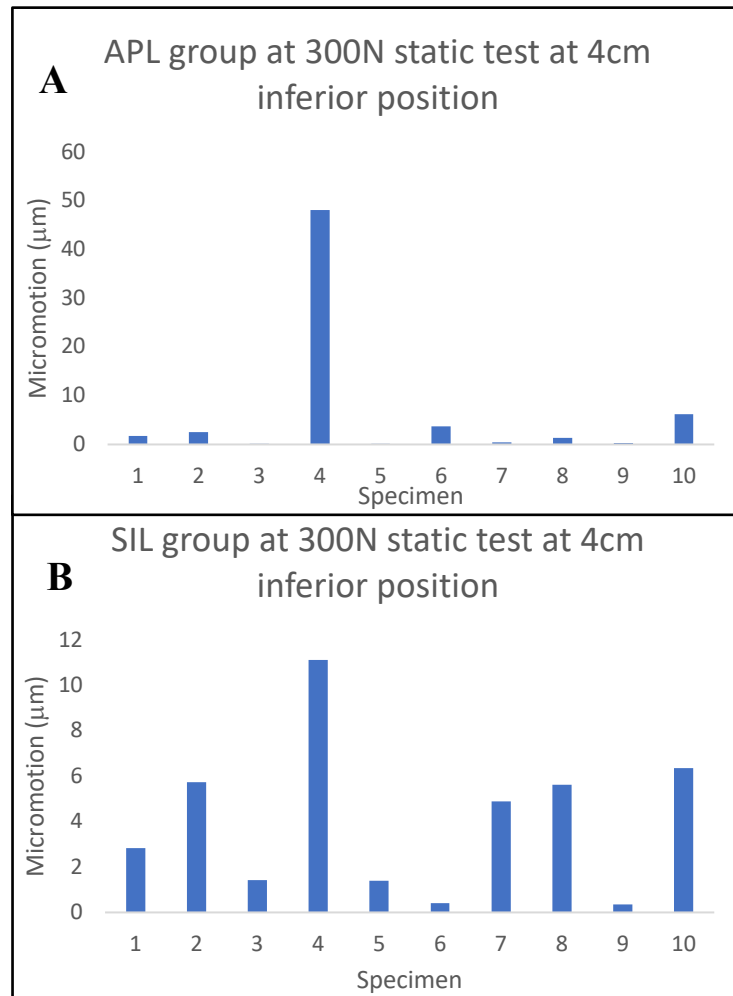 APL group at 300N static test at 4cm
A
inferior position
60
50
40
30
20
10
0
Micromotion (μm)
1 2 3 4 5 6 7 8 9 10
Specimen
SIL group at 300N static test at 4cm
B
inferior position
12
10
8
6
4
2
0
Micromotion (μm)
1 2 3 4 5 6 7 8 9 10
Specimen